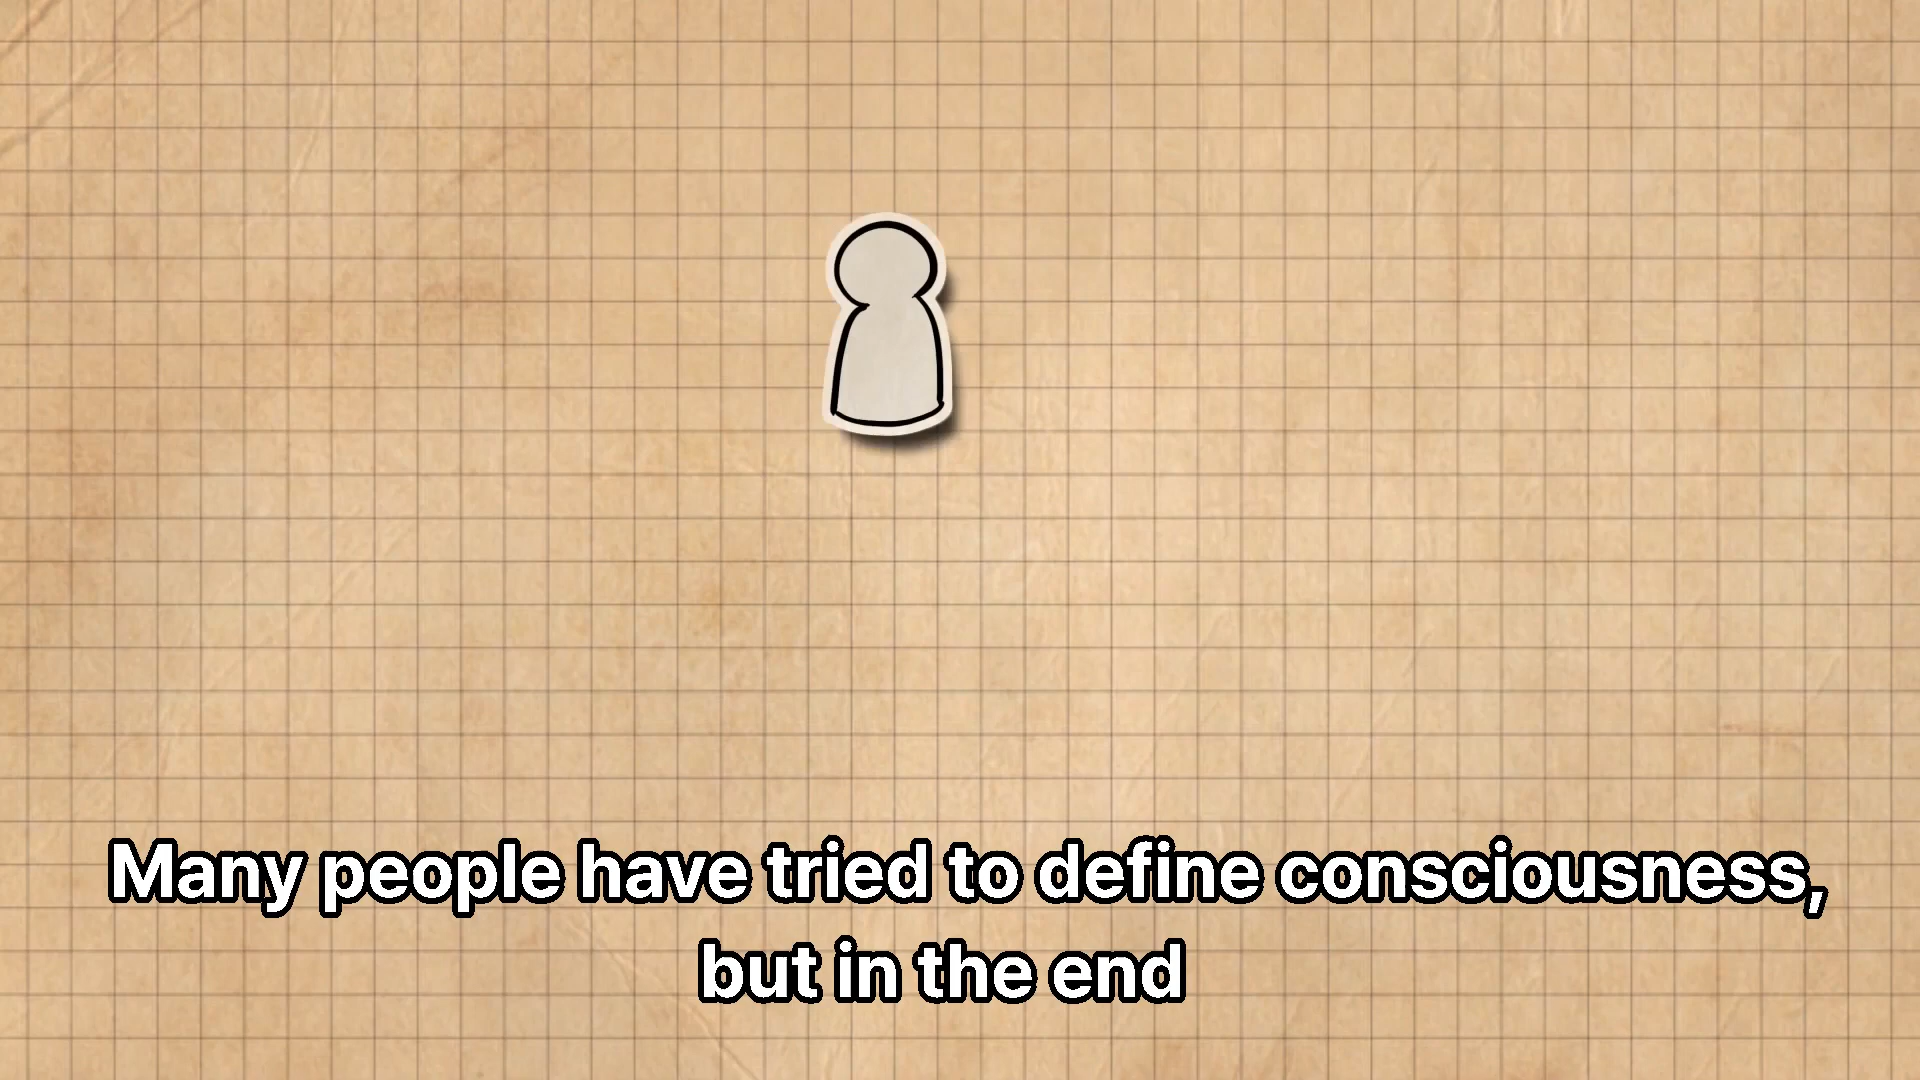 Many people have tried to define consciousness,
but in the end